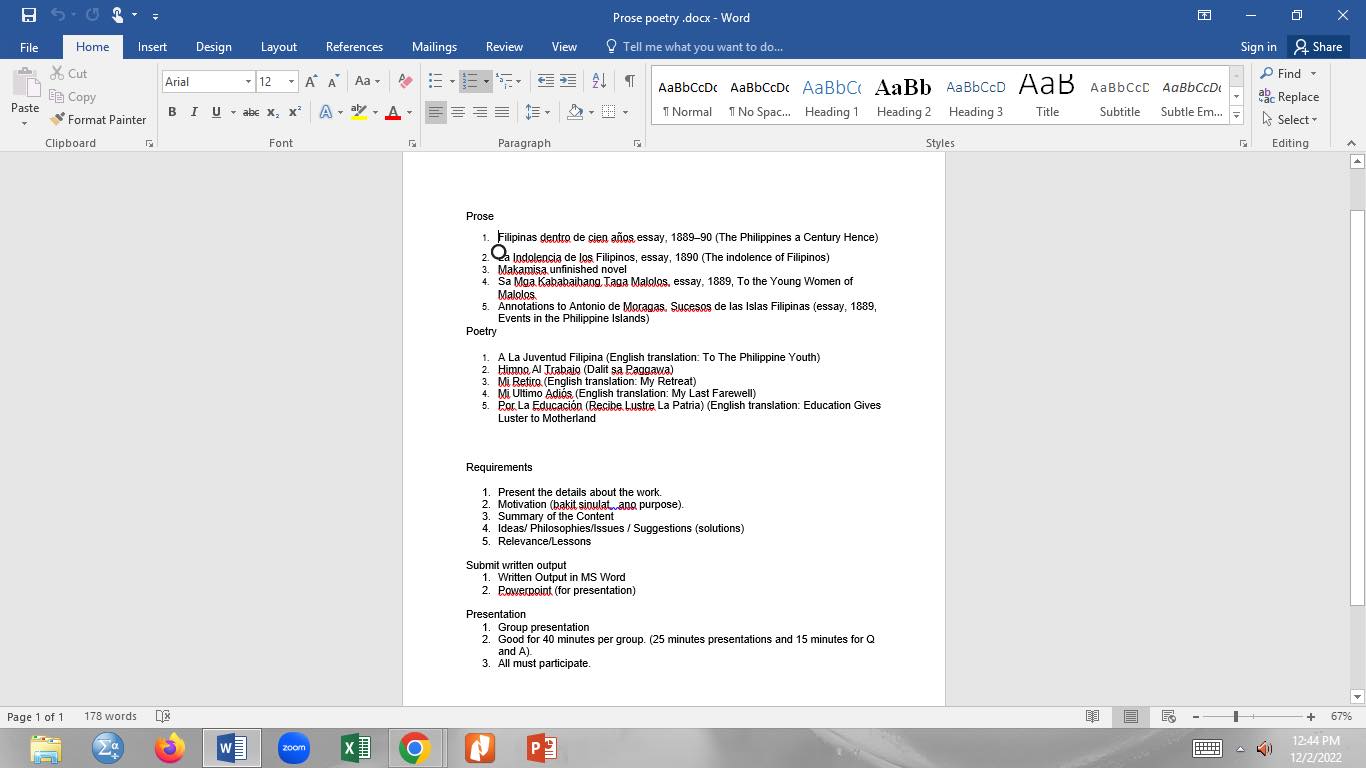 Prose poetry .docx - Word
File Home Insert Design Layout References Mailings Review View Tell me what you want to do... Sign in Share
Paste
Cut
Copy
Format Painter
Clipboard
Arial 12
Font
Paragraph
AaBbCcDc AaBbCcDc AaBbCc AaBb AaBbCcD AaB AaBbCcD AaBbCcDc
¶ Normal ¶ No Spac... Heading 1 Heading 2 Heading 3 Title Subtitle Subtle Em...
Styles
Find
Replace
Select
Editing
Prose
1. Filipinas dentro de cien años essay, 1889–90 (The Philippines a Century Hence)
2. La Indolencia de los Filipinos, essay, 1890 (The indolence of Filipinos)
3. Makamisa unfinished novel
4. Sa Mga Kababaihang Taga Malolos, essay, 1889, To the Young Women of
Malolos
5. Annotations to Antonio de Moragas, Sucesos de las Islas Filipinas (essay, 1889,
Events in the Philippine Islands)
Poetry
1. A La Juventud Filipina (English translation: To The Philippine Youth)
2. Himno Al Trabajo (Dalit sa Paggawa)
3. Mi Retiro (English translation: My Retreat)
4. Mi Ultimo Adiós (English translation: My Last Farewell)
5. Por La Educación (Recibe Lustre La Patria) (English translation: Education Gives
Luster to Motherland
Requirements
1. Present the details about the work.
2. Motivation (bakit sinulat, ano purpose).
3. Summary of the Content
4. Ideas/ Philosophies/Issues / Suggestions (solutions)
5. Relevance/Lessons
Submit written output
1. Written Output in MS Word
2. Powerpoint (for presentation)
Presentation
1. Group presentation
2. Good for 40 minutes per group. (25 minutes presentations and 15 minutes for Q
and A).
3. All must participate.
Page 1 of 1 178 words 67%
zoom
12:44 PM
12/2/2022